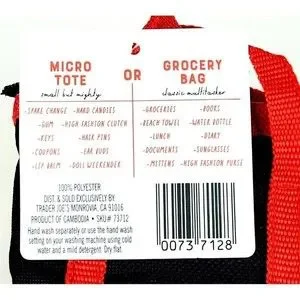 MICRO TOTE
small but mighty
-SPARE CHANGE -HARD CANDIES
-GUM -HIGH FASHION CLUTCH
-KEYS -HAIR PINS
-COUPONS -EAR BUDS
-LIP BALM -DOLL WEEKENDER
OR
GROCERY BAG
classic multitasker
-GROCERIES -BOOKS
-BEACH TOWEL -WATER BOTTLE
-LUNCH -DIARY
-DOCUMENTS -SUNGLASSES
-MITTENS -HIGH FASHION PURSE
100% POLYESTER
DIST. & SOLD EXCLUSIVELY BY
TRADER JOE'S MONROVIA, CA 91016
PRODUCT OF CAMBODIA • SKU# 73712
Hand wash separately or use the hand
setting on your washing machine using cold
water and a mild detergent. Dry flat.
0073 7128